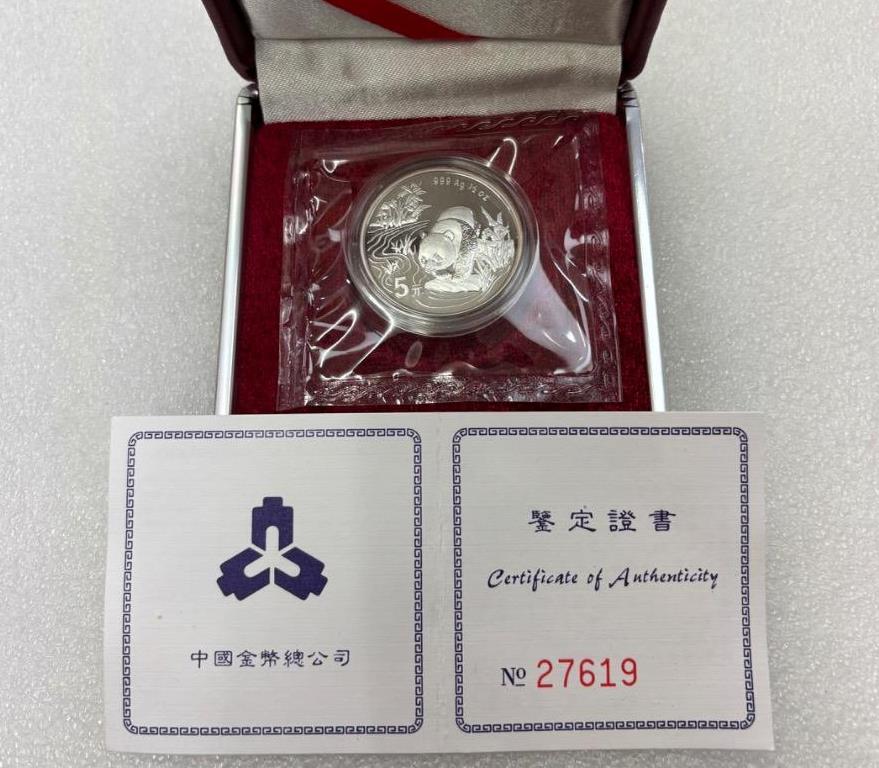 .999 Ag ½ oz
5元
中國金幣總公司
鑒定證書
Certificate of Authenticity
№ 27619